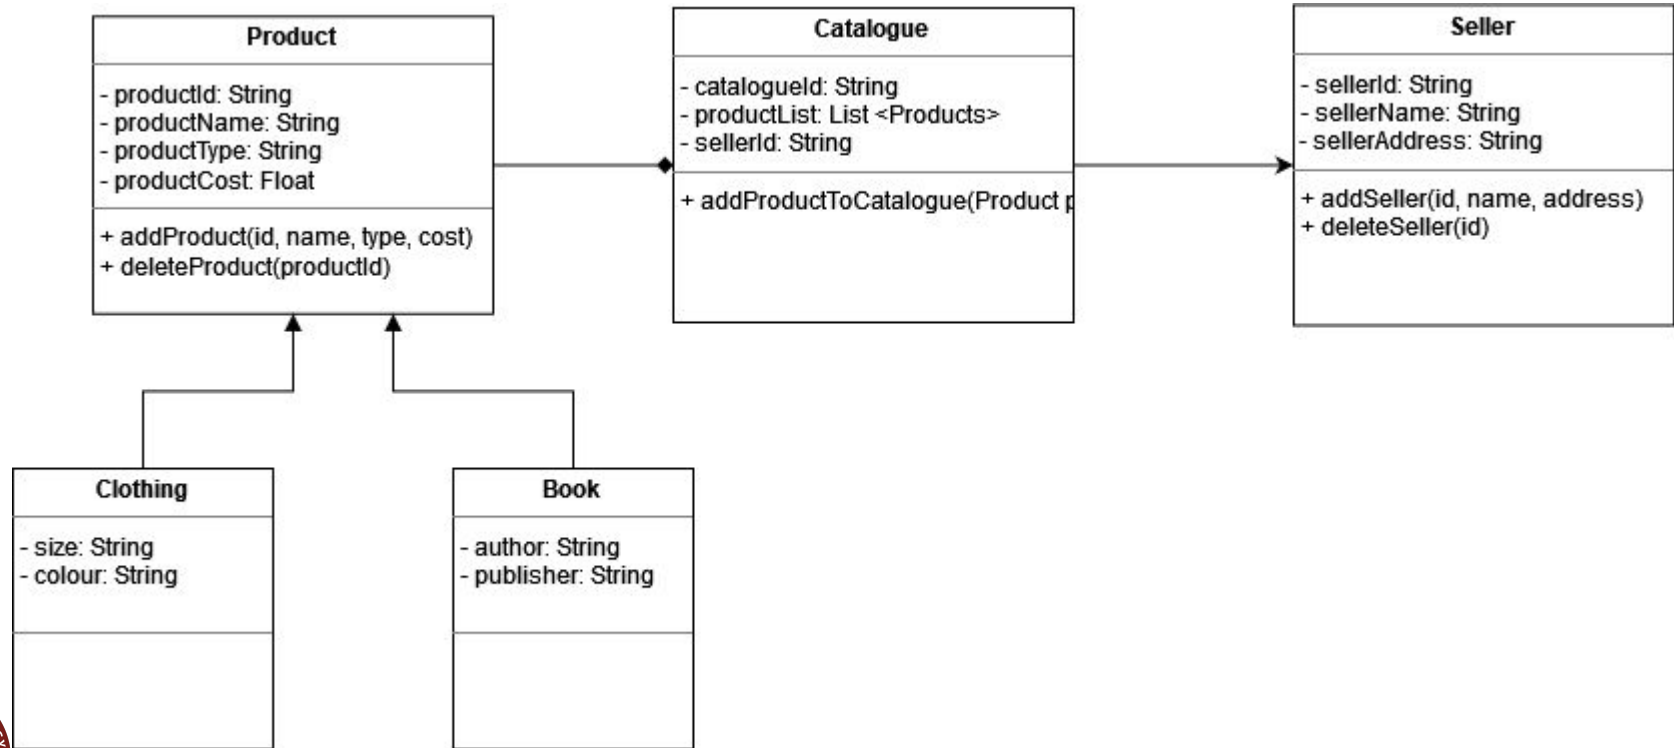 Product
- productId: String
- productName: String
- productType: String
- productCost: Float
+ addProduct(id, name, type, cost)
+ deleteProduct(productId)
Catalogue
- catalogueId: String
- productList: List <Products>
- sellerId: String
+ addProductToCatalogue(Product p
Seller
- sellerId: String
- sellerName: String
- sellerAddress: String
+ addSeller(id, name, address)
+ deleteSeller(id)
Clothing
- size: String
- colour: String
Book
- author: String
- publisher: String